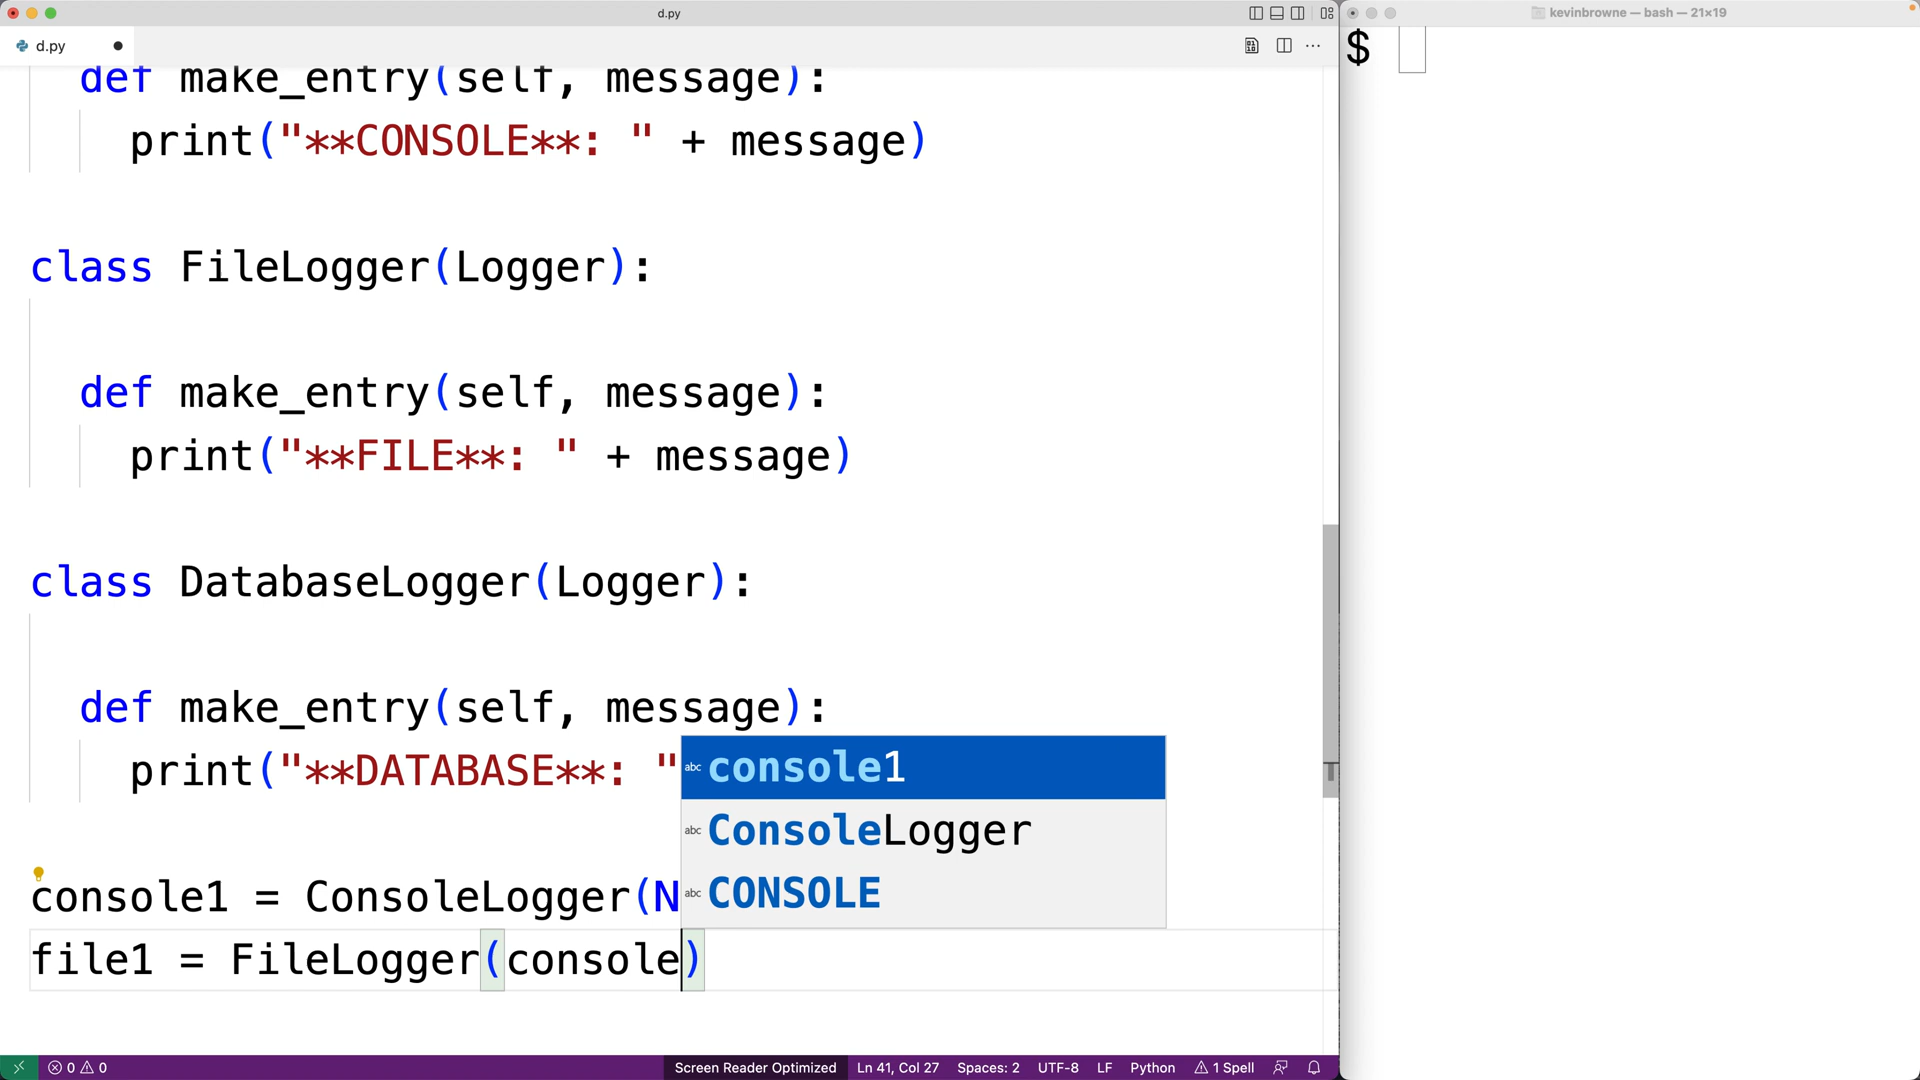 d.py
kevinbrowne — bash — 21×19
d.py
$
def make_entry(self, message):
print("**CONSOLE**: " + message)
class FileLogger(Logger):
def make_entry(self, message):
print("**FILE**: " + message)
class DatabaseLogger(Logger):
def make_entry(self, message):
print("**DATABASE**: "
abc console1
abc ConsoleLogger
abc CONSOLE
console1 = ConsoleLogger(N
file1 = FileLogger(console)
0 0 Screen Reader Optimized Ln 41, Col 27 Spaces: 2 UTF-8 LF Python 1 Spell